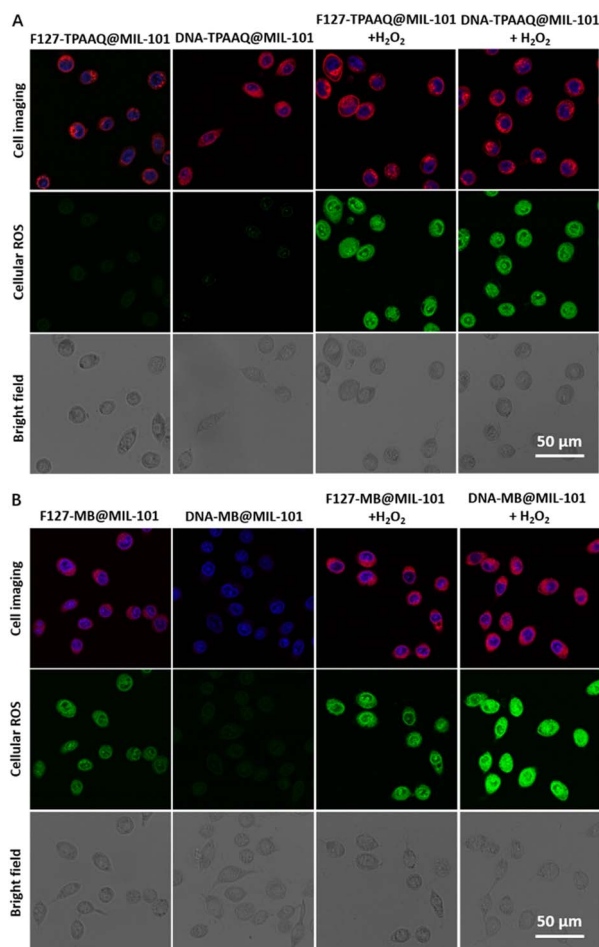 A
F127-TPAAQ@MIL-101
DNA-TPAAQ@MIL-101
F127-TPAAQ@MIL-101
+H₂O₂
DNA-TPAAQ@MIL-101
+ H₂O₂
Cell imaging
Cellular ROS
Bright field
50 μm
B
F127-MB@MIL-101
DNA-MB@MIL-101
F127-MB@MIL-101
+H₂O₂
DNA-MB@MIL-101
+ H₂O₂
Cell imaging
Cellular ROS
Bright field
50 μm